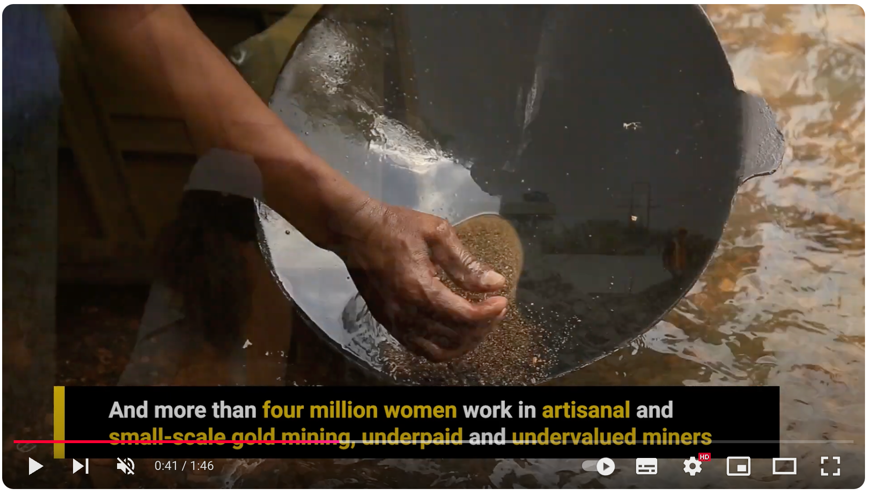 And more than four million women work in artisanal and
small-scale gold mining, underpaid and undervalued miners
0:41 / 1:46
HD